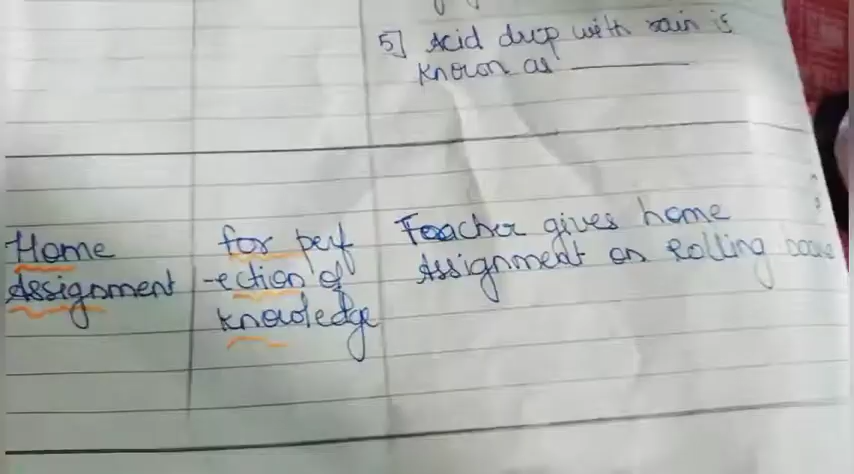 5] Acid drop with rain is
known as ______
Home
Assignment
for perf
-ection of
knowledge
Teacher gives home
Assignment on Rolling